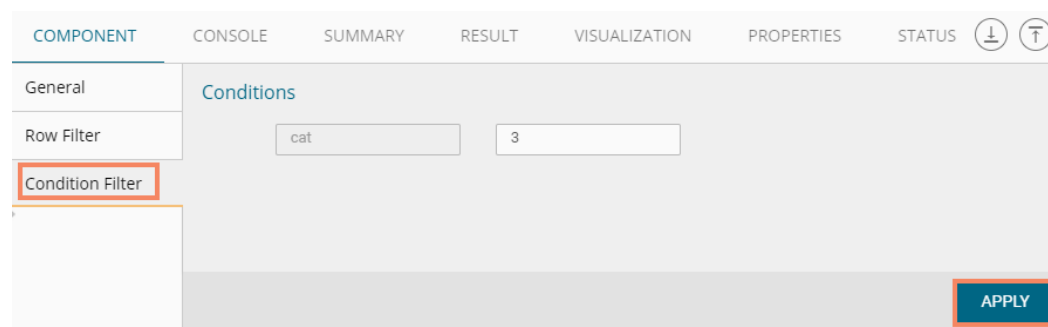 COMPONENT CONSOLE SUMMARY RESULT VISUALIZATION PROPERTIES STATUS
General
Conditions
Row Filter
cat 3
Condition Filter
APPLY